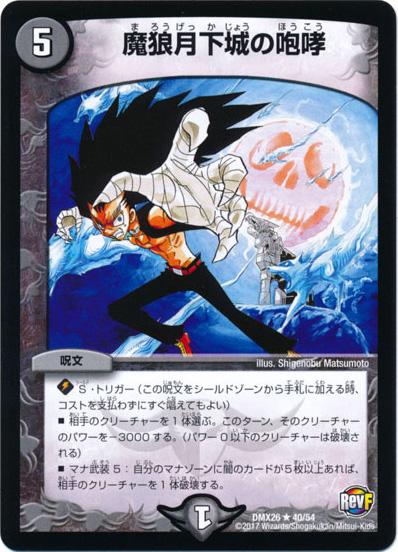 5
魔狼月下城の咆哮
まろうげっかじょう ほうこう
illus. Shigenobu Matsumoto
呪文
S・トリガー(この呪文をシールドゾーンから手札に加える時、
コストを支払わずにすぐ唱えてもよい)
■ 相手のクリーチャーを1体選ぶ。このターン、そのクリーチャー
のパワーを-3000する。(パワー0以下のクリーチャーは破壊
される)
■ マナ武装5:自分のマナゾーンに闇のカードが5枚以上あれば、
相手のクリーチャーを1体破壊する。
DMX26 ★ 40/54
©2017 Wizards/Shogakukan/Mitsui-Kids
RevF